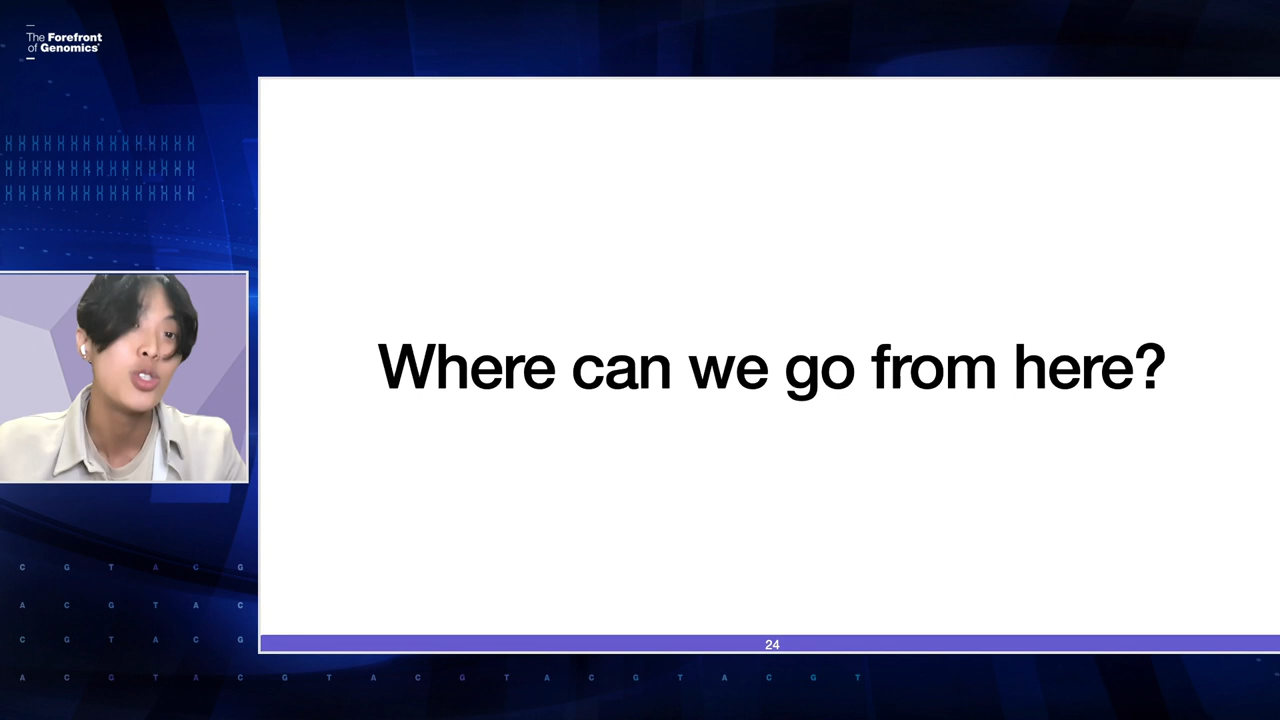 The Forefront
of Genomics®
Where can we go from here?
24
C G T A C G
A C G T A C
C G T A C G
A C G T A C G T A C G T A C G T A C G T